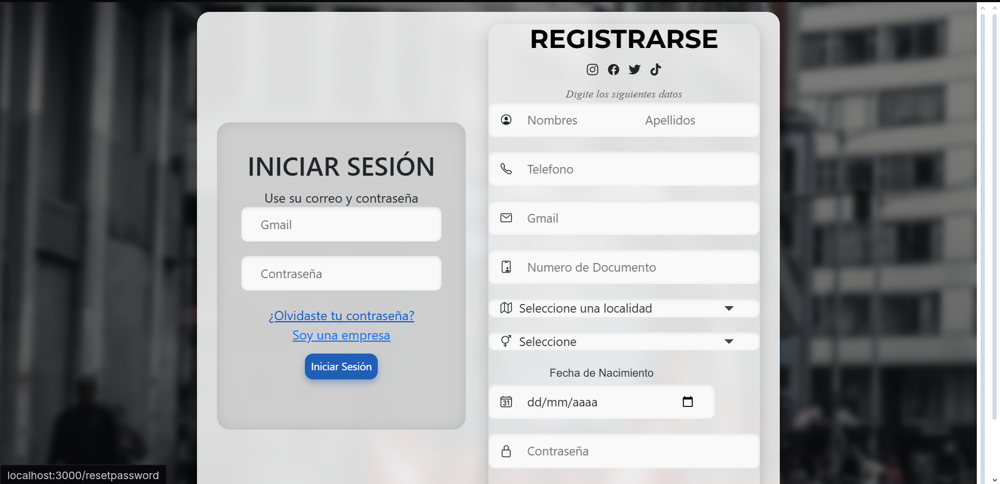 INICIAR SESIÓN
Use su correo y contraseña
Gmail
Contraseña
¿Olvidaste tu contraseña?
Soy una empresa
Iniciar Sesión
REGISTRARSE
Digite los siguientes datos
Nombres Apellidos
Telefono
Gmail
Numero de Documento
Seleccione una localidad
Seleccione
Fecha de Nacimiento
31 dd/mm/aaaa
Contraseña
localhost:3000/resetpassword